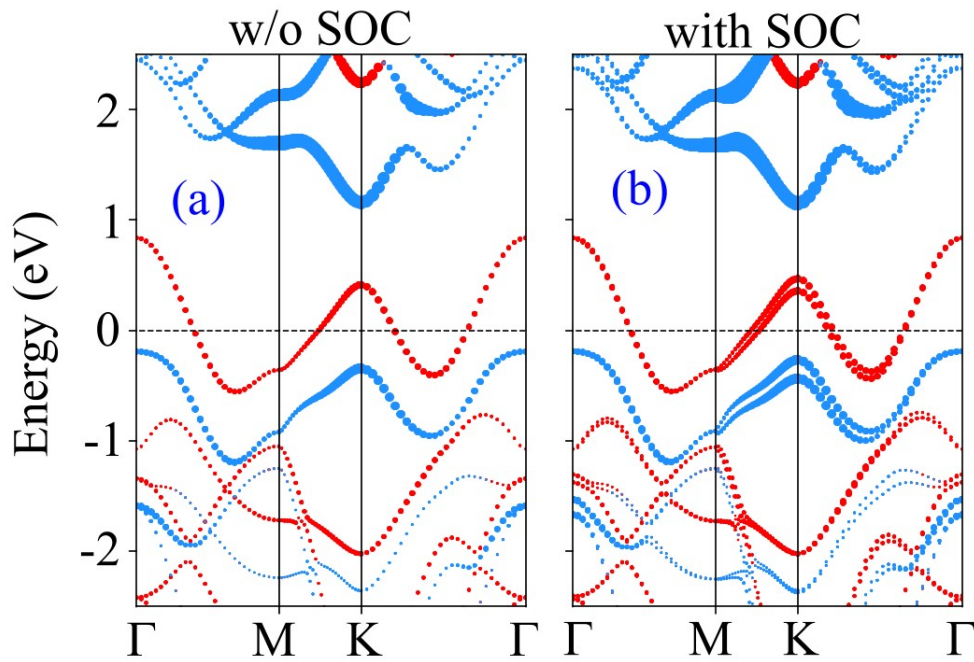 w/o SOC with SOC
(a) (b)
Energy (eV)
2
1
0
-1
-2
Γ M K Γ Γ M K Γ